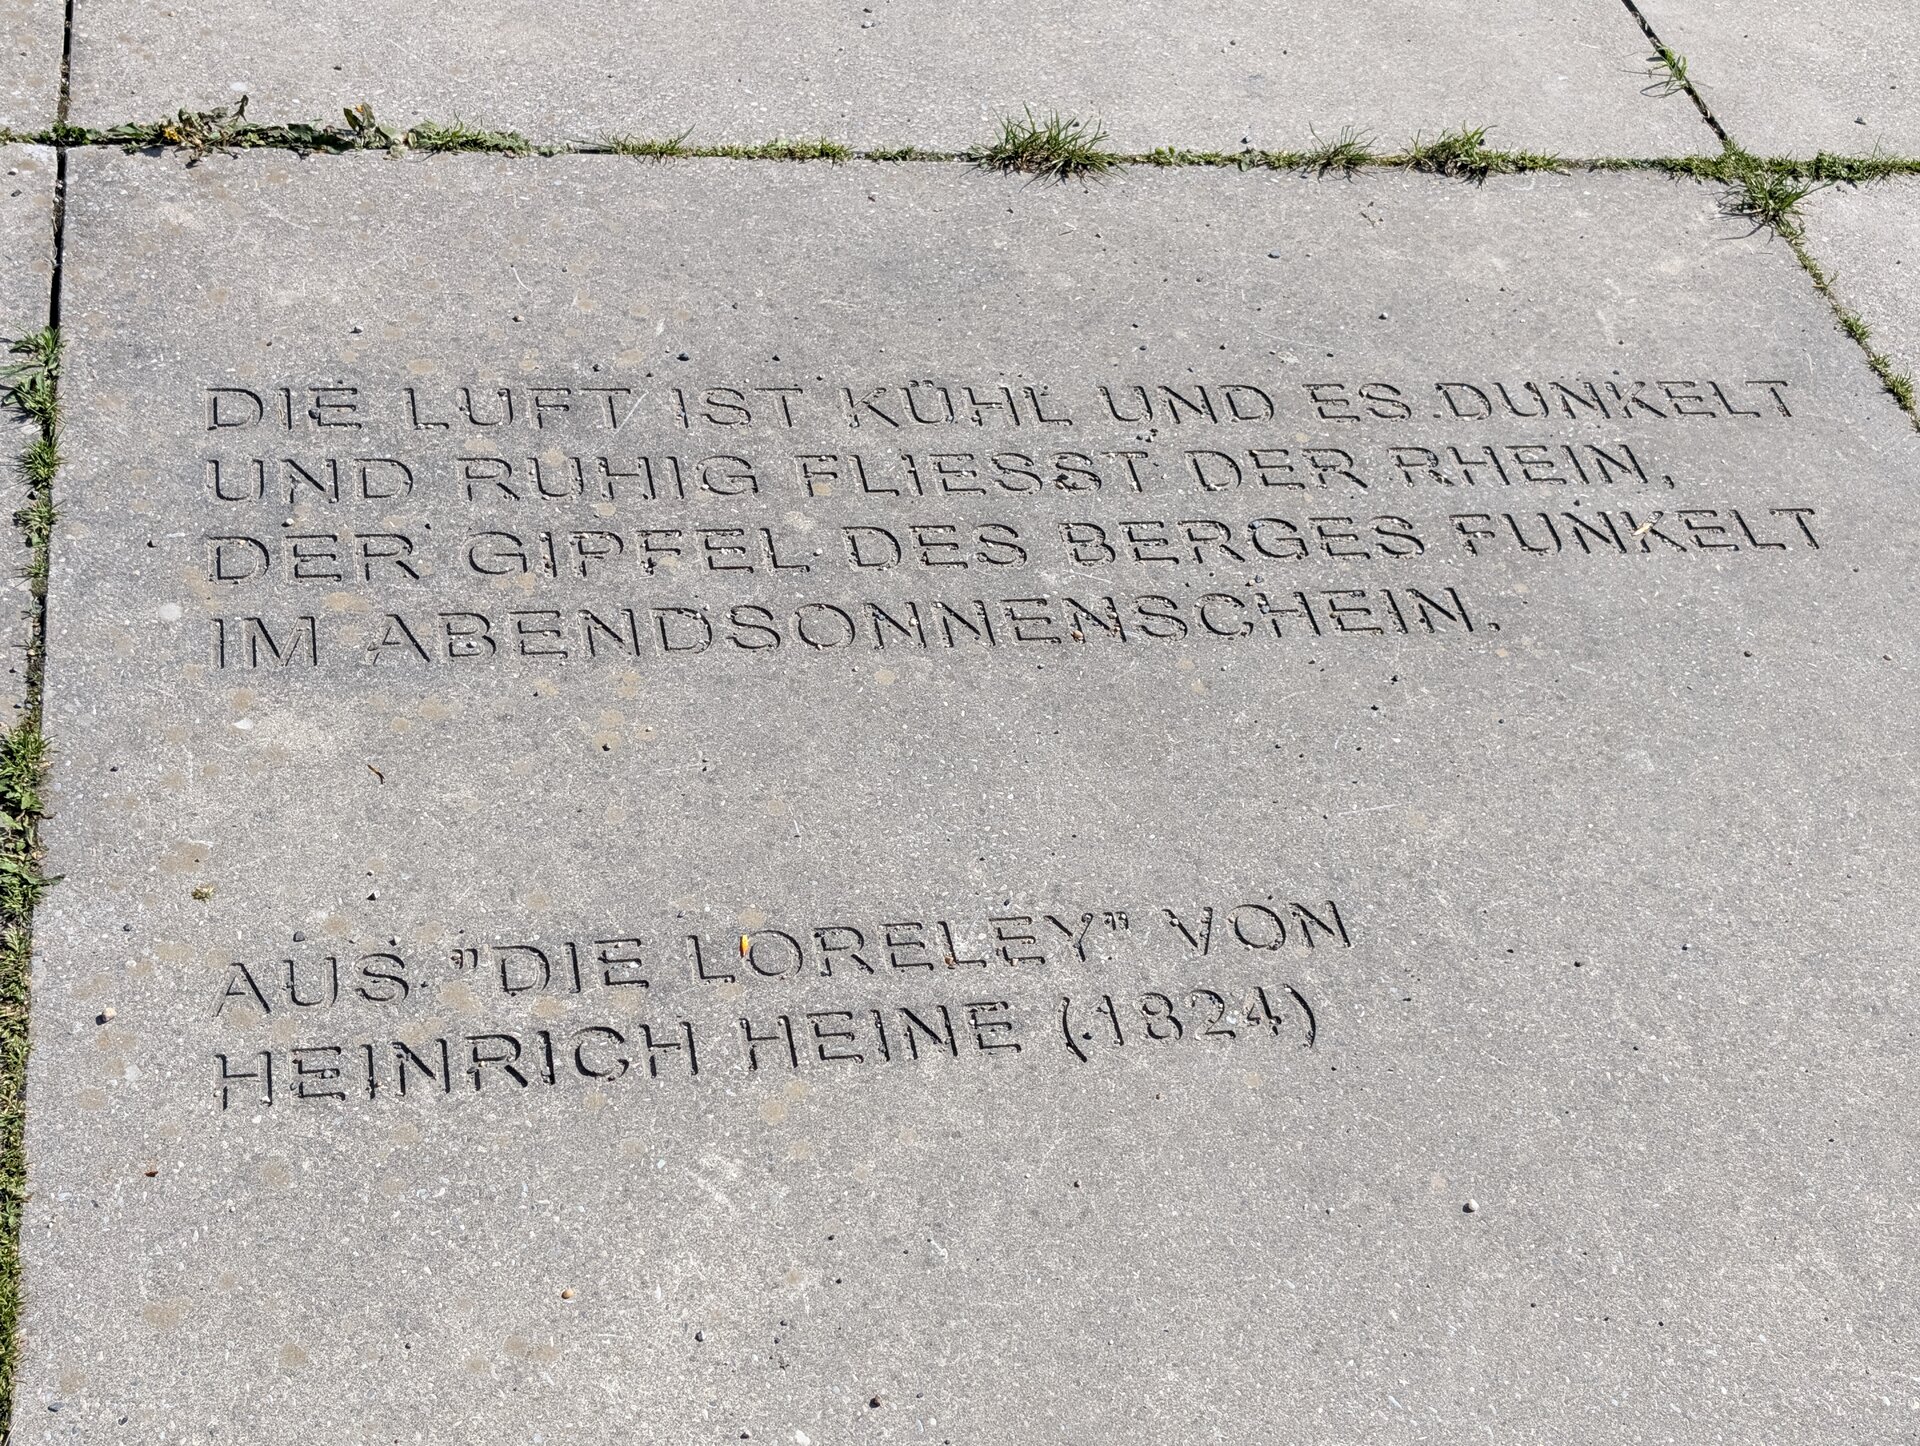 DIE LUFT IST KÜHL UND ES DUNKELT
UND RUHIG FLIESST DER RHEIN,
DER GIPFEL DES BERGES FUNKELT
IM ABENDSONNENSCHEIN.
AUS "DIE LORELEY" VON
HEINRICH HEINE (1824)